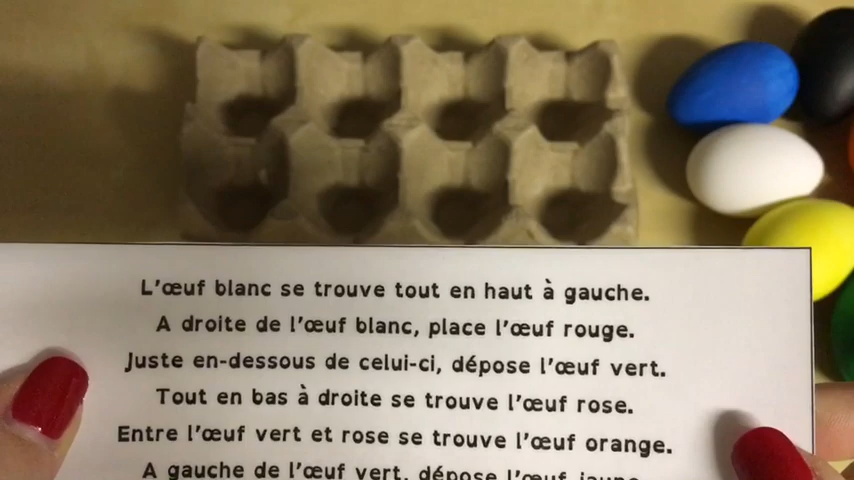 L'œuf blanc se trouve tout en haut à gauche.
A droite de l'œuf blanc, place l'œuf rouge.
Juste en-dessous de celui-ci, dépose l'œuf vert.
Tout en bas à droite se trouve l'œuf rose.
Entre l'œuf vert et rose se trouve l'œuf orange.
A gauche de l'œuf vert, dépose l'œuf jaune